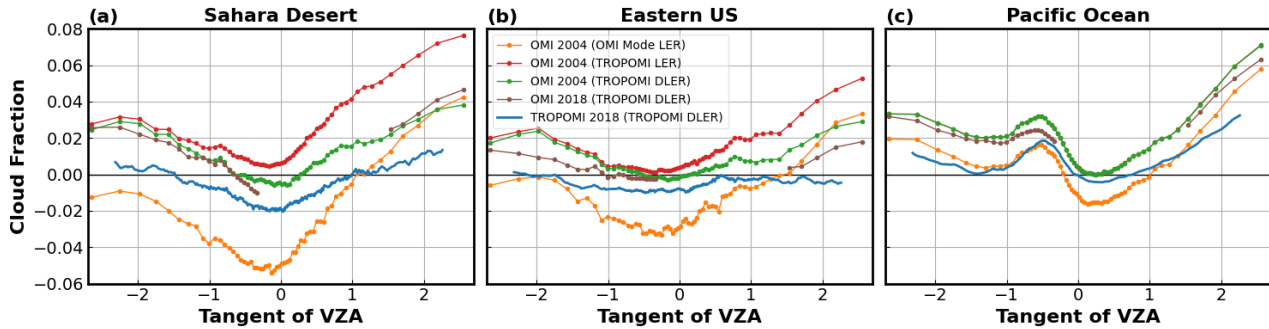 (a) Sahara Desert
(b) Eastern US
(c) Pacific Ocean
Cloud Fraction
0.08
0.06
0.04
0.02
0.00
−0.02
−0.04
−0.06
OMI 2004 (OMI Mode LER)
OMI 2004 (TROPOMI LER)
OMI 2004 (TROPOMI DLER)
OMI 2018 (TROPOMI DLER)
TROPOMI 2018 (TROPOMI DLER)
−2 −1 0 1 2
−2 −1 0 1 2
−2 −1 0 1 2
Tangent of VZA
Tangent of VZA
Tangent of VZA